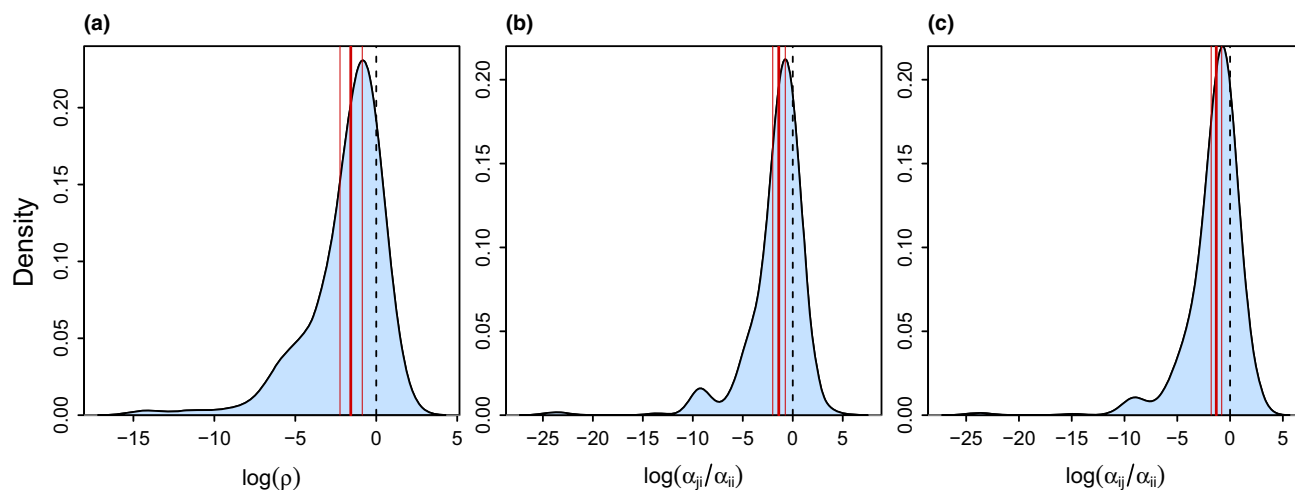 (a)
(b)
(c)
Density
0.00 0.05 0.10 0.15 0.20
−15 −10 −5 0 5
log(ρ)
0.00 0.05 0.10 0.15 0.20
−25 −20 −15 −10 −5 0 5
log(αji/αii)
0.00 0.05 0.10 0.15 0.20
−25 −20 −15 −10 −5 0 5
log(αij/αii)